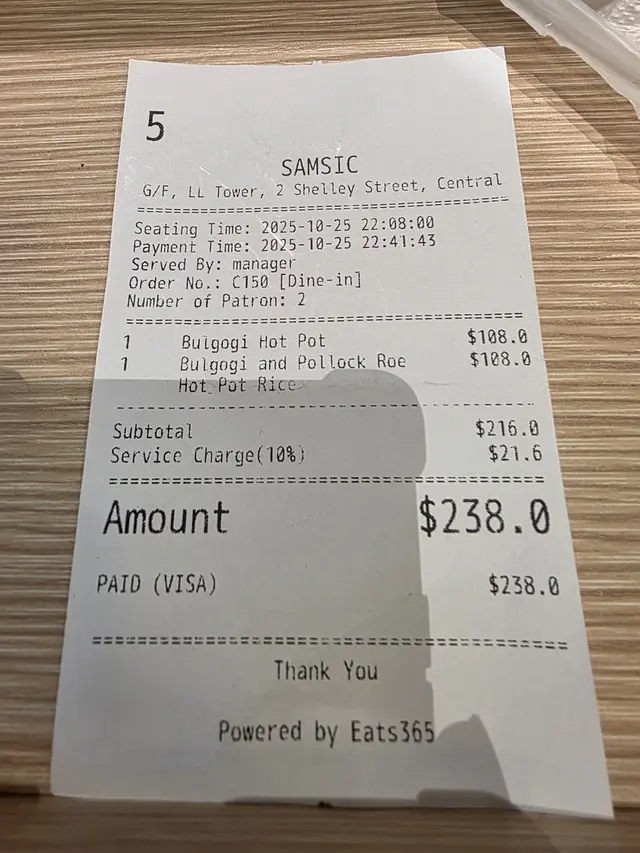 5
SAMSIC
G/F, LL Tower, 2 Shelley Street, Central
Seating Time: 2025-10-25 22:08:00
Payment Time: 2025-10-25 22:41:43
Served By: manager
Order No.: C150 [Dine-in]
Number of Patron: 2
1 Bulgogi Hot Pot $108.0
1 Bulgogi and Pollock Roe $108.0
Hot Pot Rice
Subtotal $216.0
Service Charge(10%) $21.6
Amount $238.0
PAID (VISA) $238.0
Thank You
Powered by Eats365